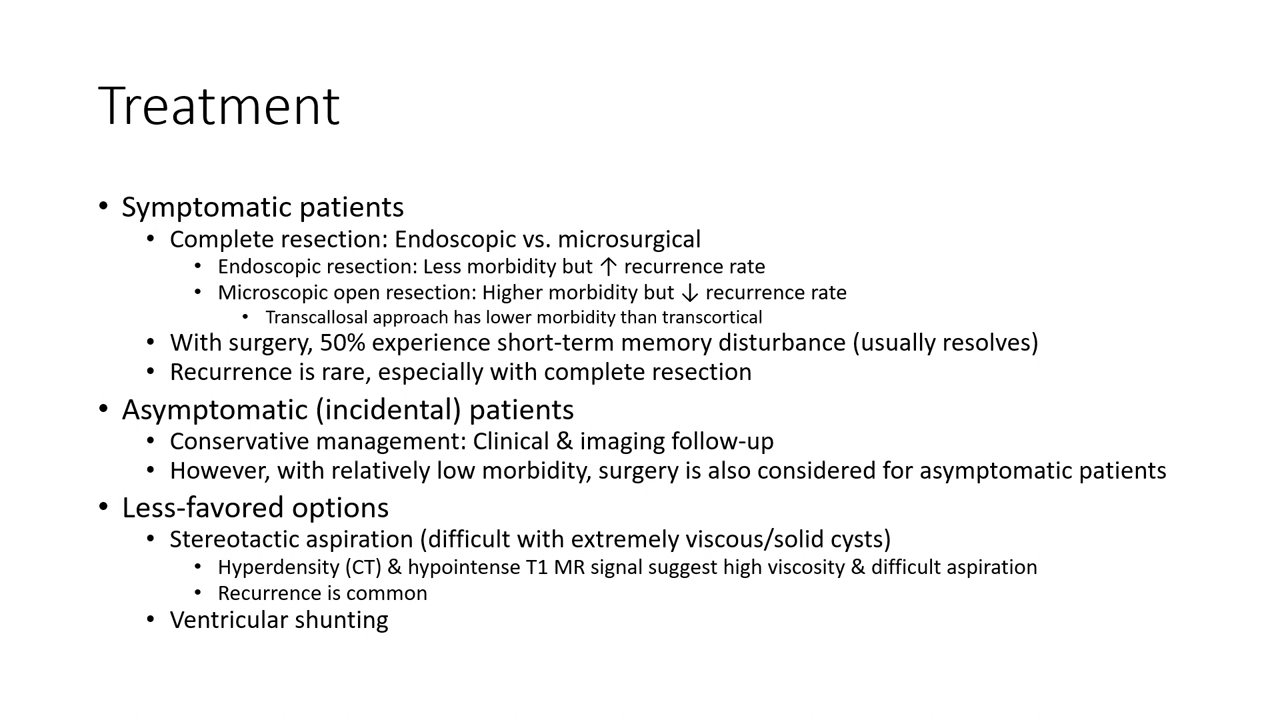 Treatment
• Symptomatic patients
• Complete resection: Endoscopic vs. microsurgical
• Endoscopic resection: Less morbidity but ↑ recurrence rate
• Microscopic open resection: Higher morbidity but ↓ recurrence rate
• Transcallosal approach has lower morbidity than transcortical
• With surgery, 50% experience short-term memory disturbance (usually resolves)
• Recurrence is rare, especially with complete resection
• Asymptomatic (incidental) patients
• Conservative management: Clinical & imaging follow-up
• However, with relatively low morbidity, surgery is also considered for asymptomatic patients
• Less-favored options
• Stereotactic aspiration (difficult with extremely viscous/solid cysts)
• Hyperdensity (CT) & hypointense T1 MR signal suggest high viscosity & difficult aspiration
• Recurrence is common
• Ventricular shunting